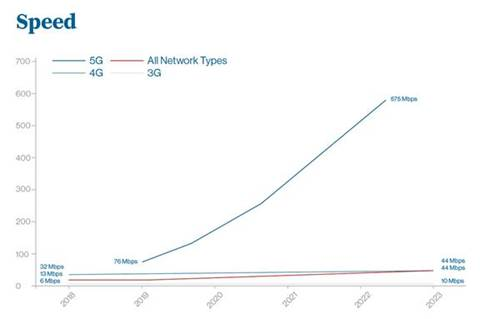 Speed
5G
All Network Types
4G
3G
700
600
500
400
300
200
100
0
575 Mbps
76 Mbps
32 Mbps
13 Mbps
6 Mbps
44 Mbps
44 Mbps
10 Mbps
2018
2019
2020
2021
2022
2023